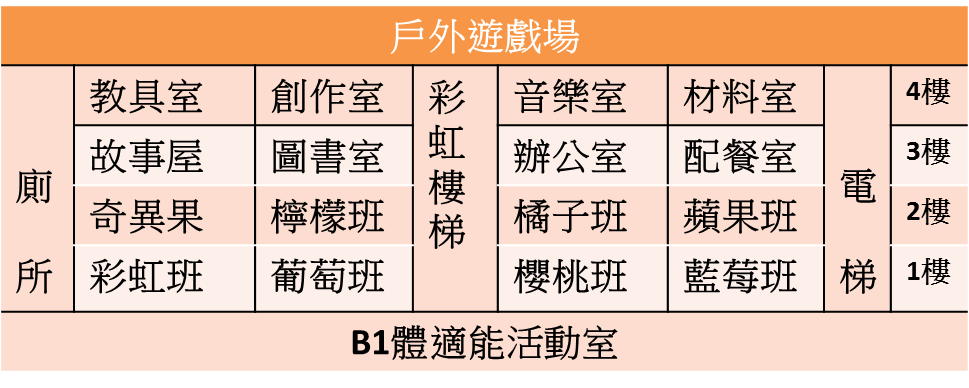 戶外遊戲場
廁所
教具室 創作室 彩虹樓梯 音樂室 材料室 電梯 4樓
故事屋 圖書室 辦公室 配餐室 3樓
奇異果 檸檬班 橘子班 蘋果班 2樓
彩虹班 葡萄班 櫻桃班 藍莓班 1樓
B1體適能活動室